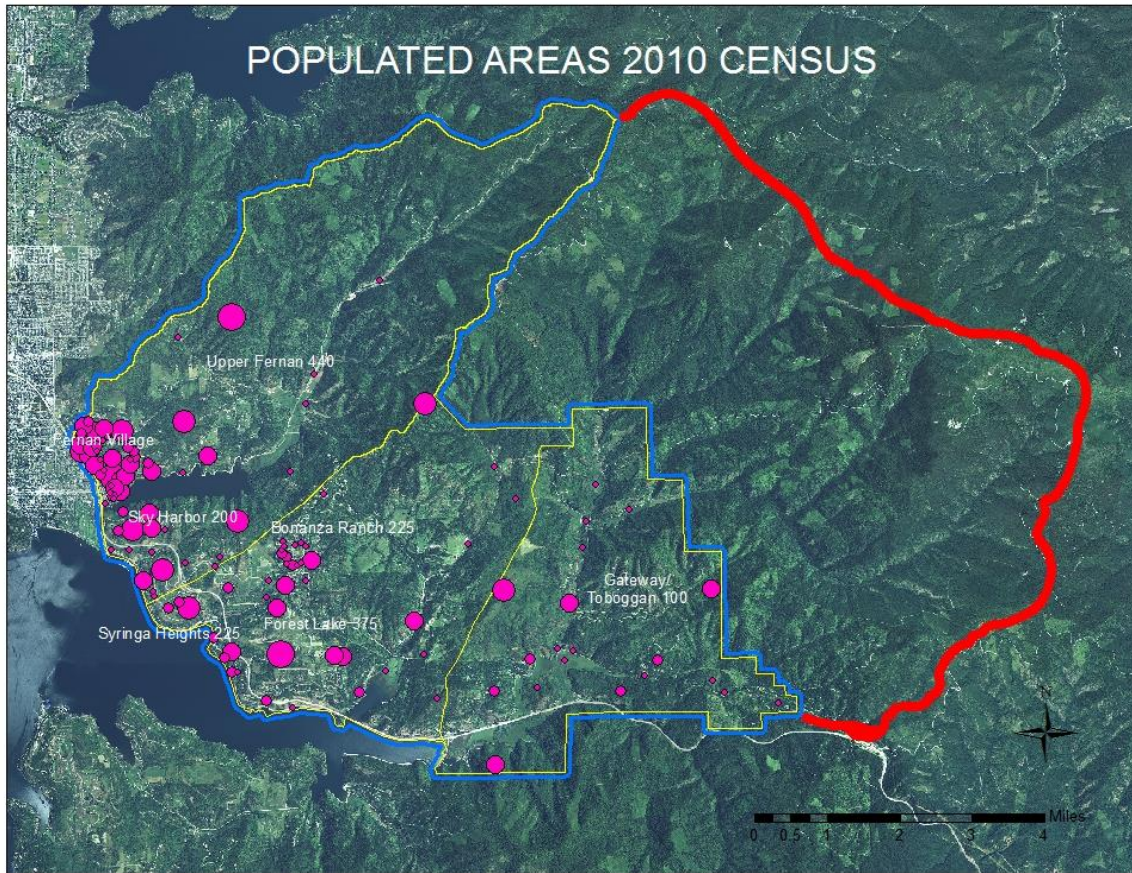 POPULATED AREAS 2010 CENSUS
Upper Fernan 440
Fernan Village
Sky Harbor 200
Bonanza Ranch 225
Gateway/
Toboggan 100
Forest Lake 375
Syringa Heights 225
N
Miles
0 0.5 1 2 3 4